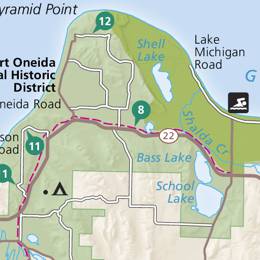 yramid Point
12
Shell
Lake
Lake
Michigan
Road
rt Oneida
al Historic
District
neida Road
G
8
22
Shalda Cr
son
oad
11
Bass Lake
School
Lake
1